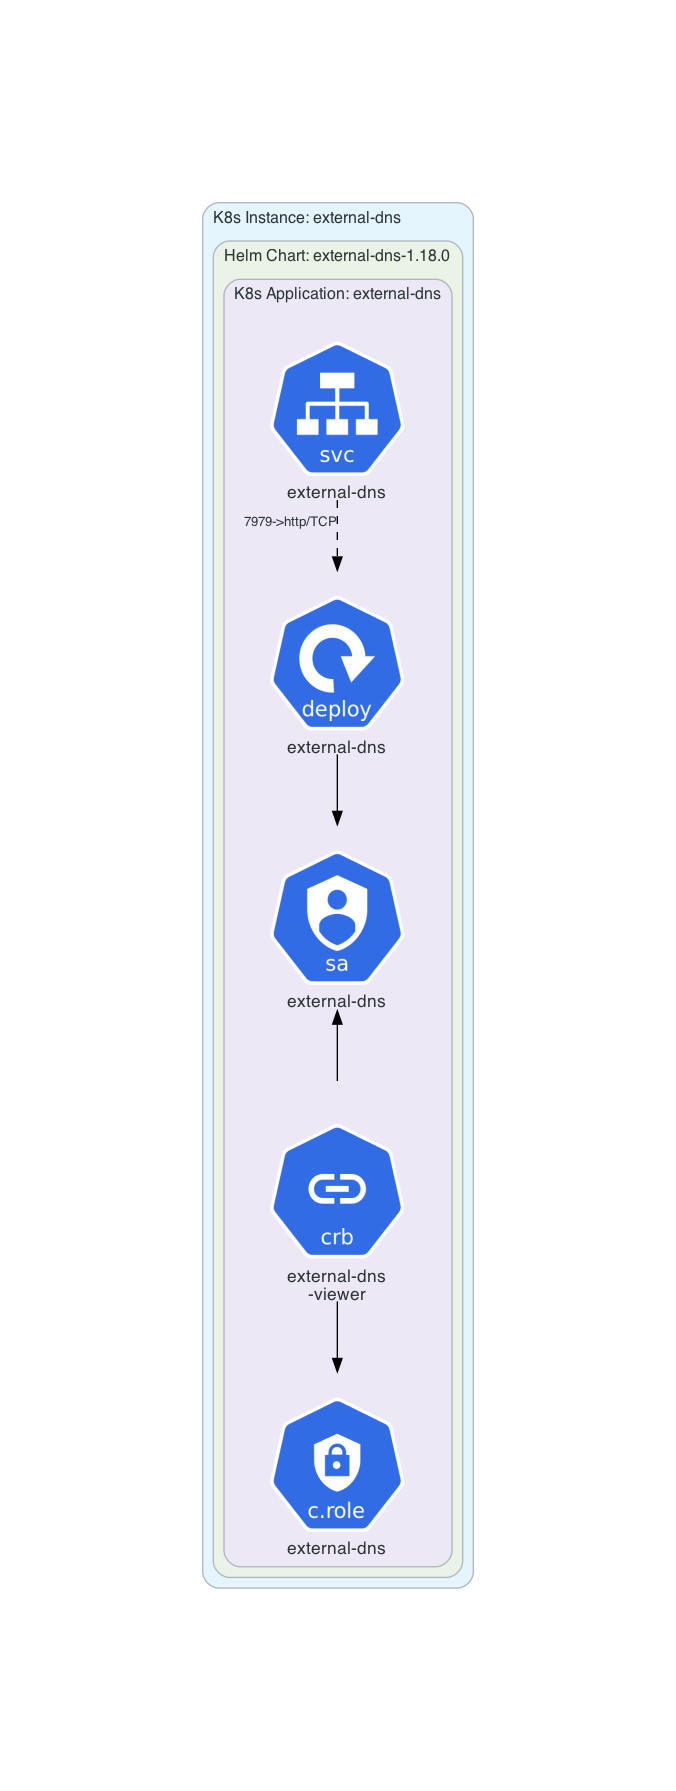 K8s Instance: external-dns
Helm Chart: external-dns-1.18.0
K8s Application: external-dns
svc
external-dns
7979->http/TCP
deploy
external-dns
sa
external-dns
crb
external-dns
-viewer
c.role
external-dns